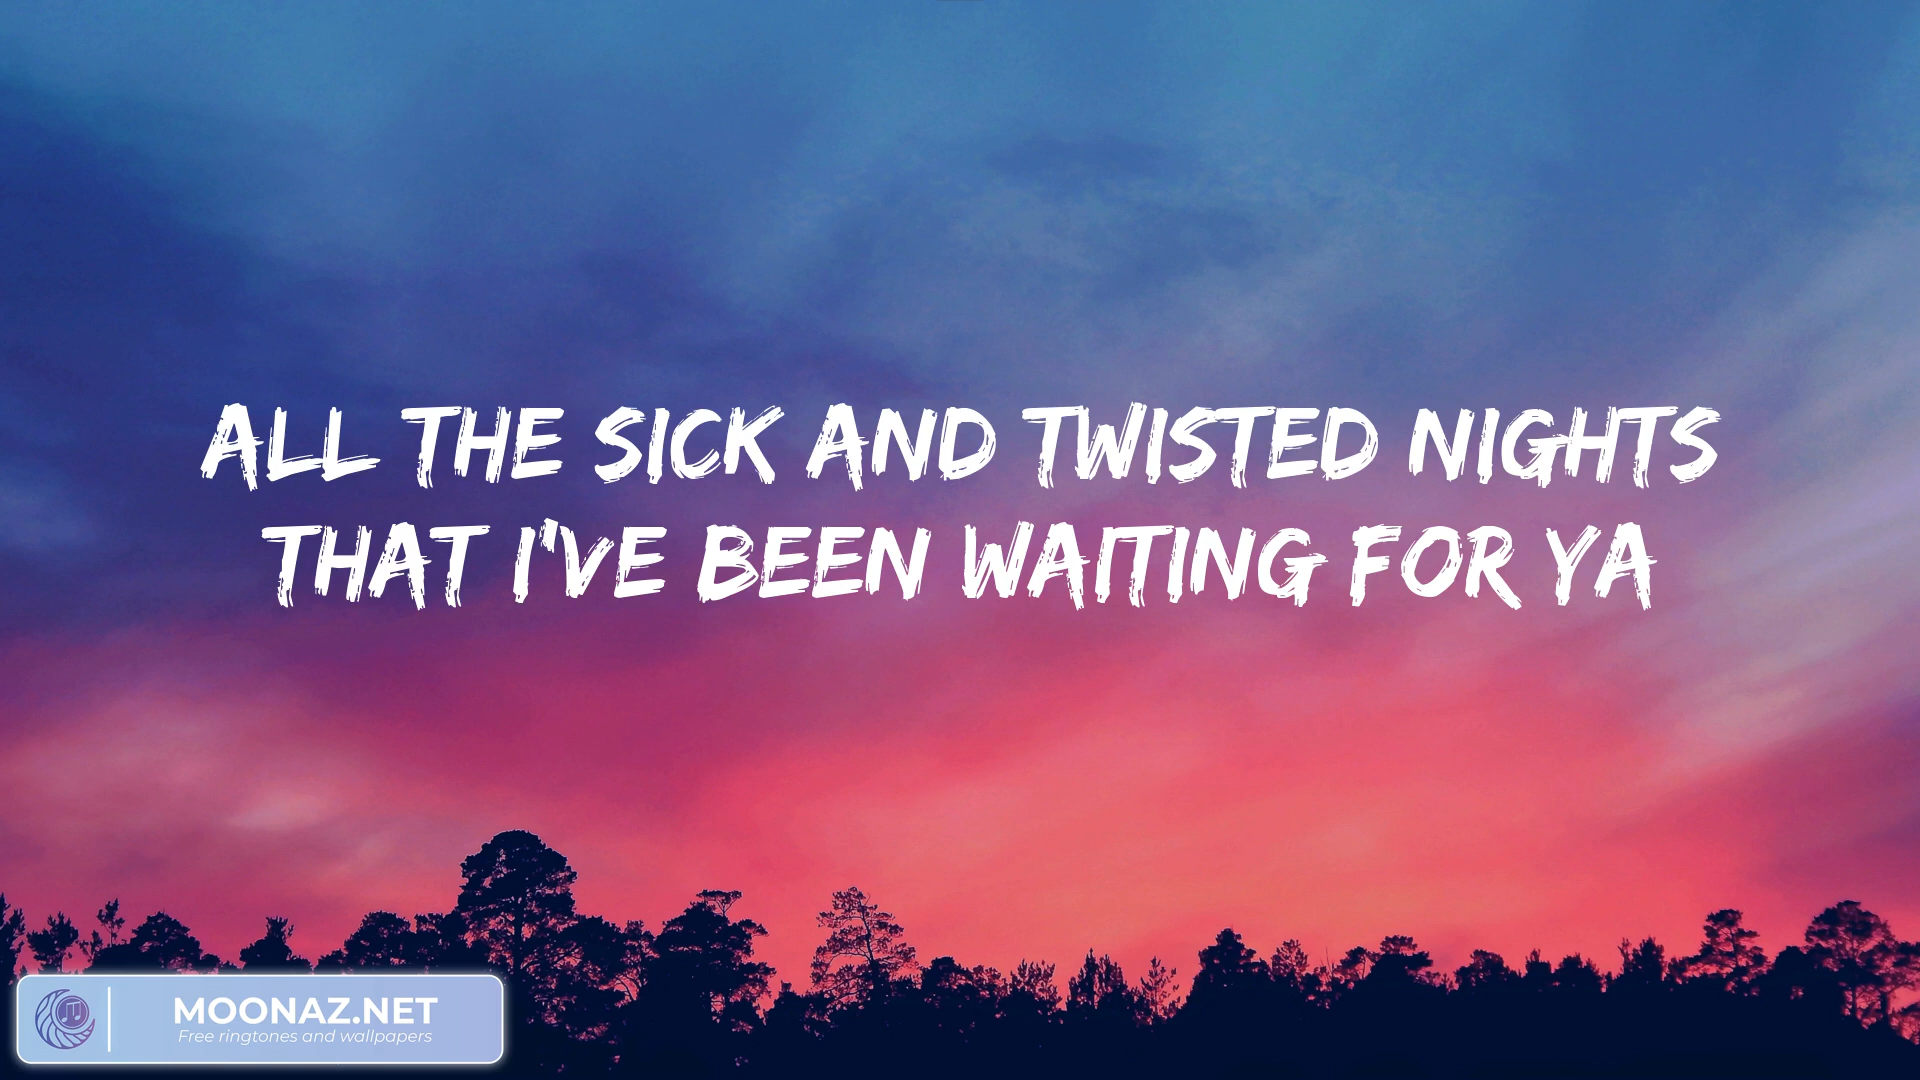 ALL THE SICK AND TWISTED NIGHTS
THAT I'VE BEEN WAITING FOR YA
MOONAZ.NET
Free ringtones and wallpapers